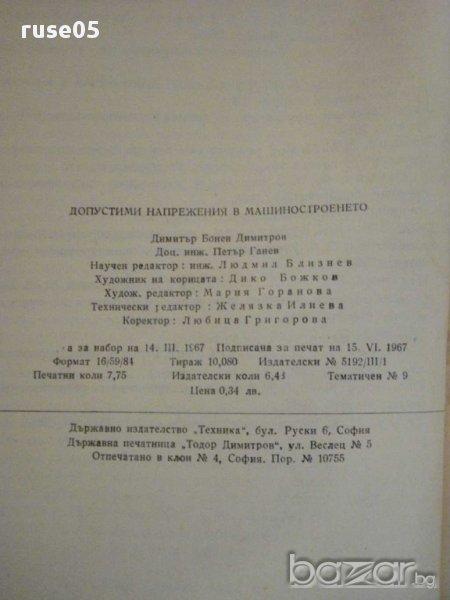 ruse05
ДОПУСТИМИ НАПРЕЖЕНИЯ В МАШИНОСТРОЕНЕТО
Димитър Бонев Димитров
Доц. инж. Петър Ганев
Научен редактор: инж. Людмил Близнев
Художник на корицата: Дико Божков
Худож. редактор: Мария Горанова
Технически редактор: Желязка Илиева
Коректор: Любица Григорова
а за набор на 14. III. 1967 Подписана за печат на 15. VI. 1967
Формат 16/59/84 Тираж 10,080 Издателски № 5192/III/1
Печатни коли 7,75 Издателски коли 6,43 Тематичен № 9
Цена 0,34 лв.
Държавно издателство „Техника“, бул. Руски 6, София
Държавна печатница „Тодор Димитров“, ул. Веслец № 5
Отпечатано в клон № 4, София. Пор. № 10755
bazar.bg